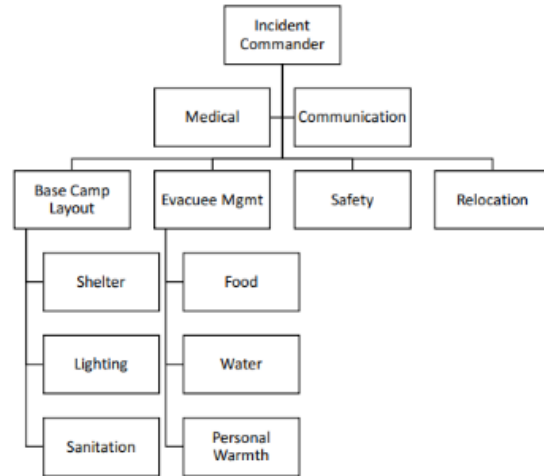 Incident
Commander
Medical
Communication
Base Camp
Layout
Evacuee Mgmt
Safety
Relocation
Shelter
Food
Lighting
Water
Sanitation
Personal
Warmth